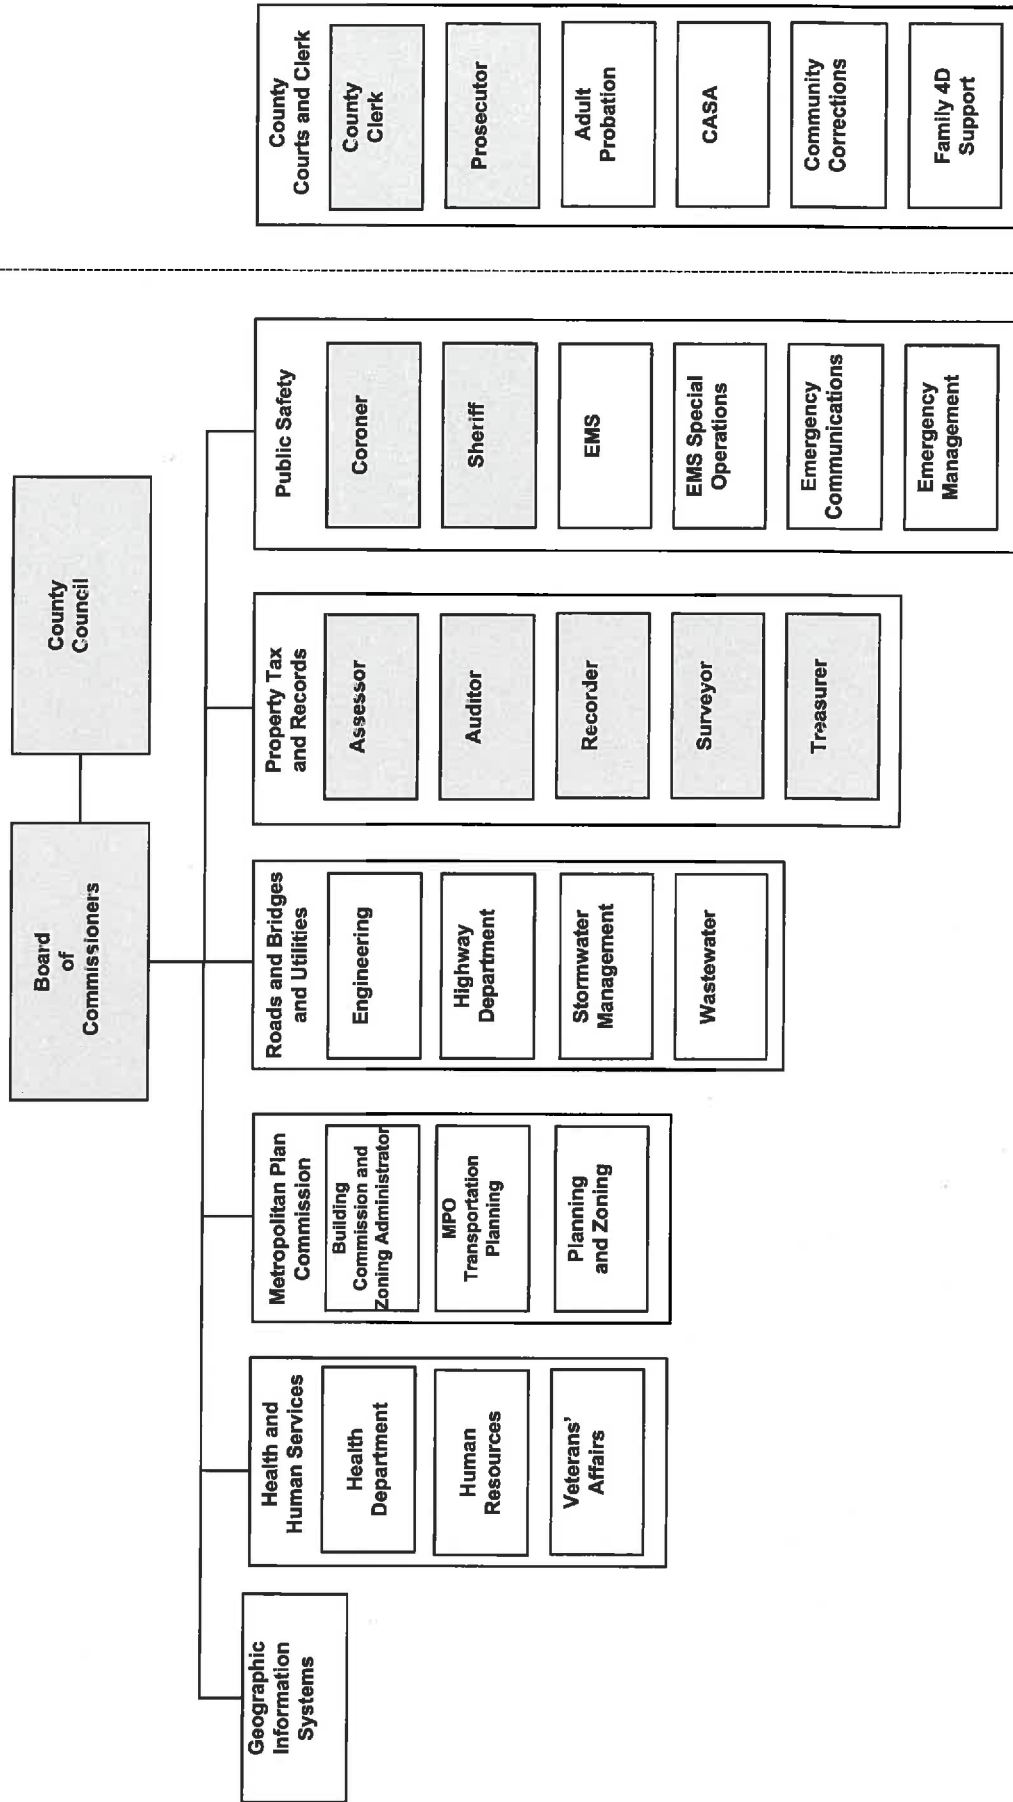 Board
of
Commissioners
County
Council
Geographic
Information
Systems
Health and
Human Services
Health
Department
Human
Resources
Veterans'
Affairs
Metropolitan Plan
Commission
Building
Commission and
Zoning Administrator
MPO
Transportation
Planning
Planning
and Zoning
Roads and Bridges
and Utilities
Engineering
Highway
Department
Stormwater
Management
Wastewater
Property Tax
and Records
Assessor
Auditor
Recorder
Surveyor
Treasurer
Public Safety
Coroner
Sheriff
EMS
EMS Special
Operations
Emergency
Communications
Emergency
Management
County
Courts and Clerk
County
Clerk
Prosecutor
Adult
Probation
CASA
Community
Corrections
Family 4D
Support